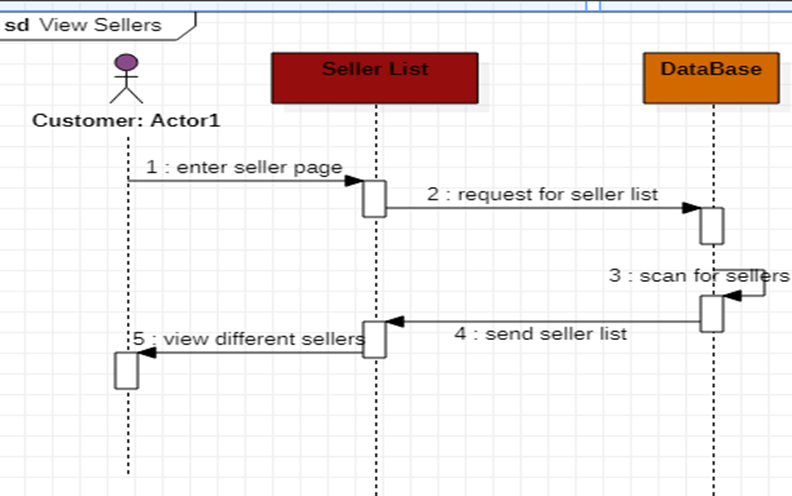 sd View Sellers
Seller List
DataBase
Customer: Actor1
1 : enter seller page
2 : request for seller list
3 : scan for sellers
4 : send seller list
5 : view different sellers